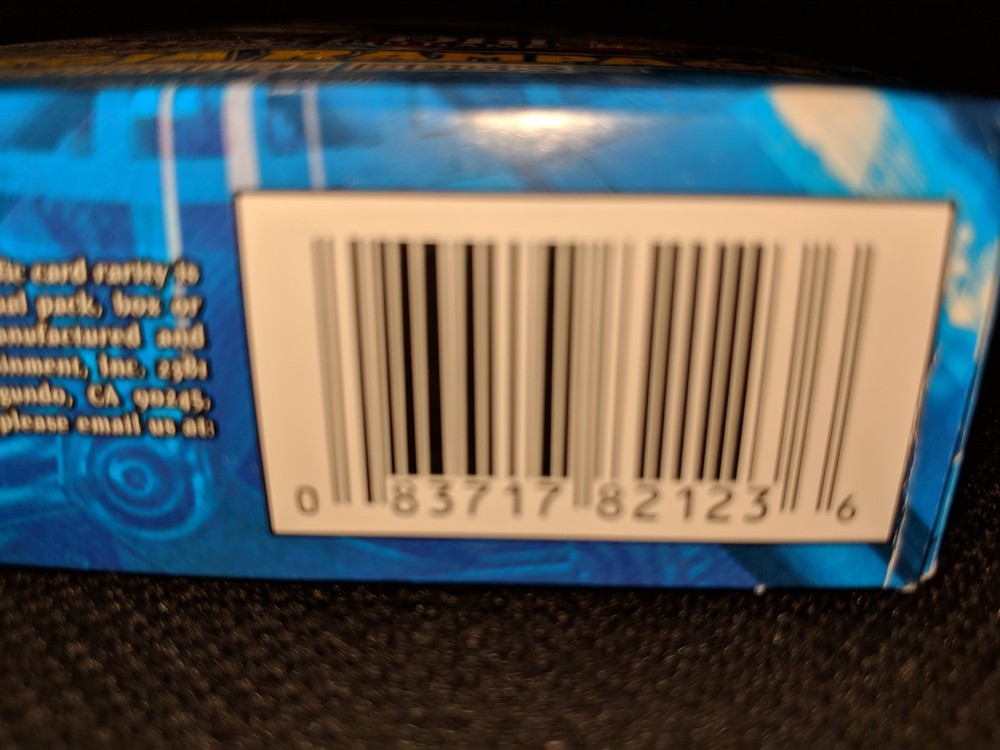 fic card rarity is
al pack, box or
anufactured and
inment, Inc. 2381
gundo, CA 90245.
please email us at:
0 83717 82123 6